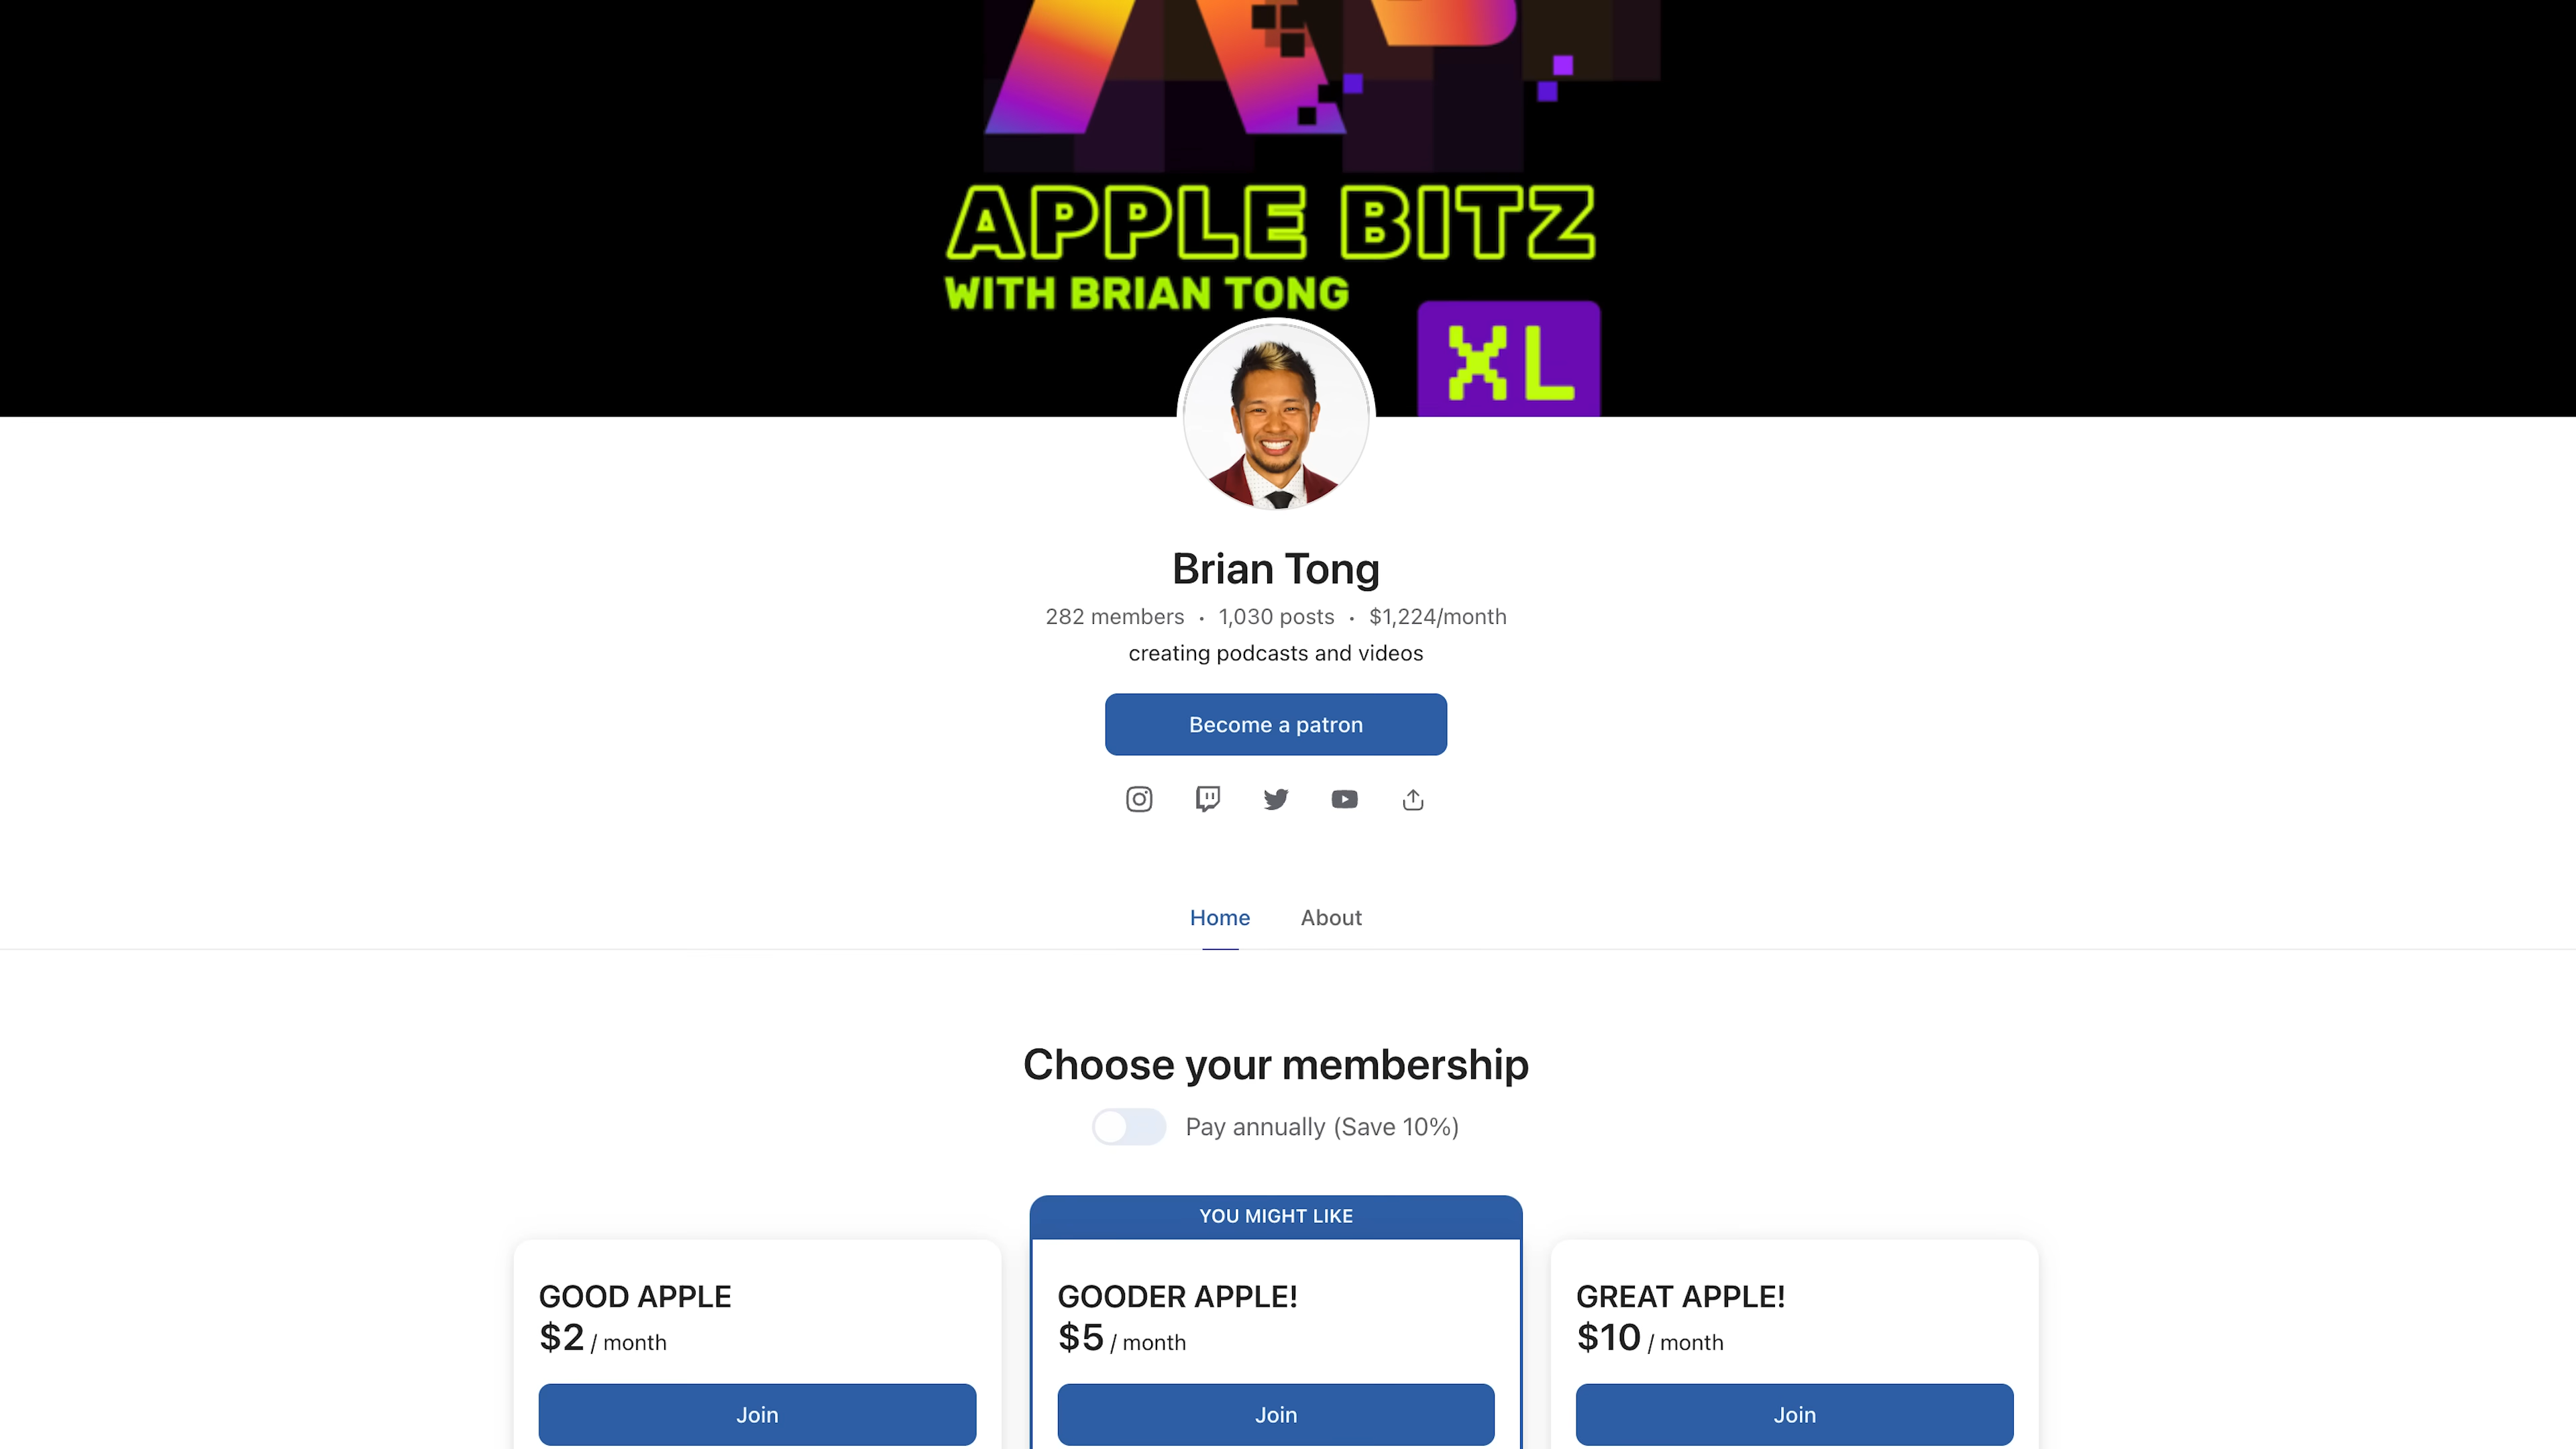 APPLE BITZ
WITH BRIAN TONG
XL
Brian Tong
282 members · 1,030 posts · $1,224/month
creating podcasts and videos
Become a patron
Home About
Choose your membership
Pay annually (Save 10%)
YOU MIGHT LIKE
GOOD APPLE
$2 / month
Join
GOODER APPLE!
$5 / month
Join
GREAT APPLE!
$10 / month
Join